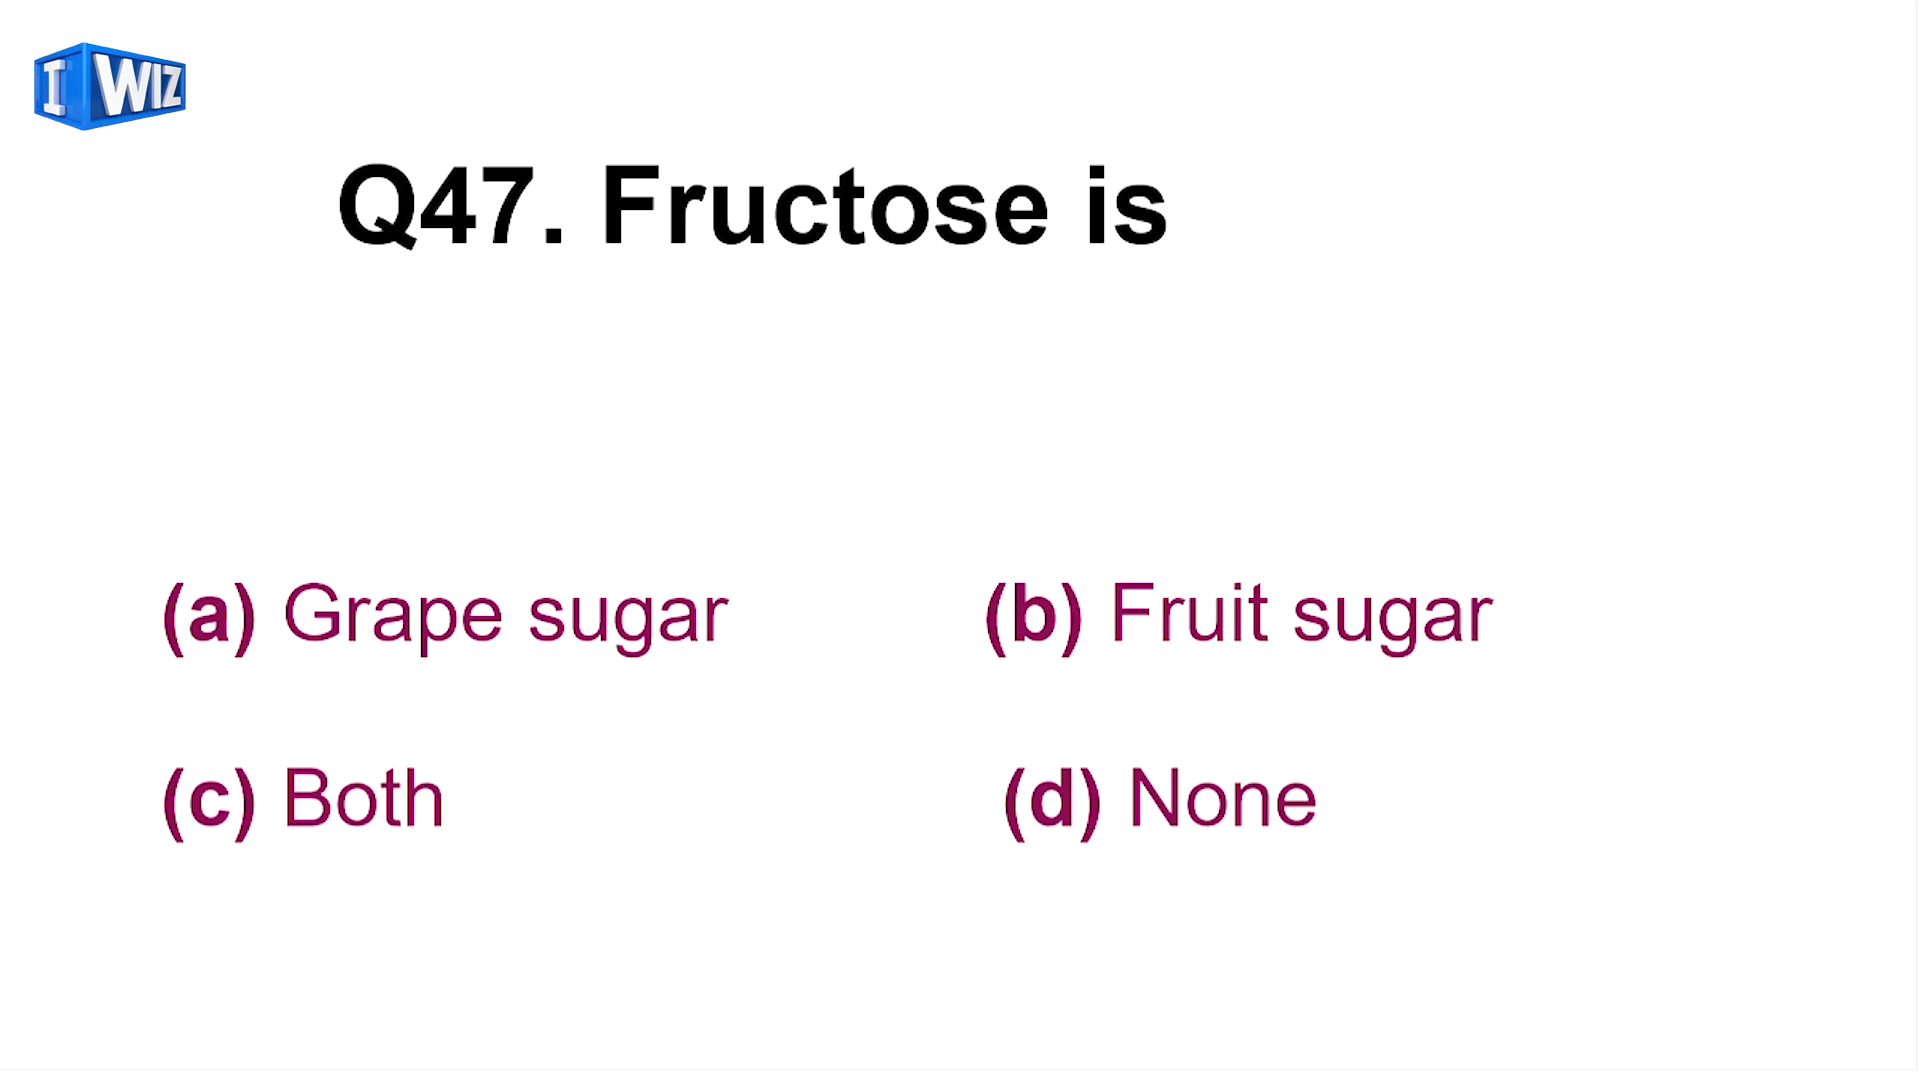 I WIZ
Q47. Fructose is
(a) Grape sugar (b) Fruit sugar
(c) Both (d) None